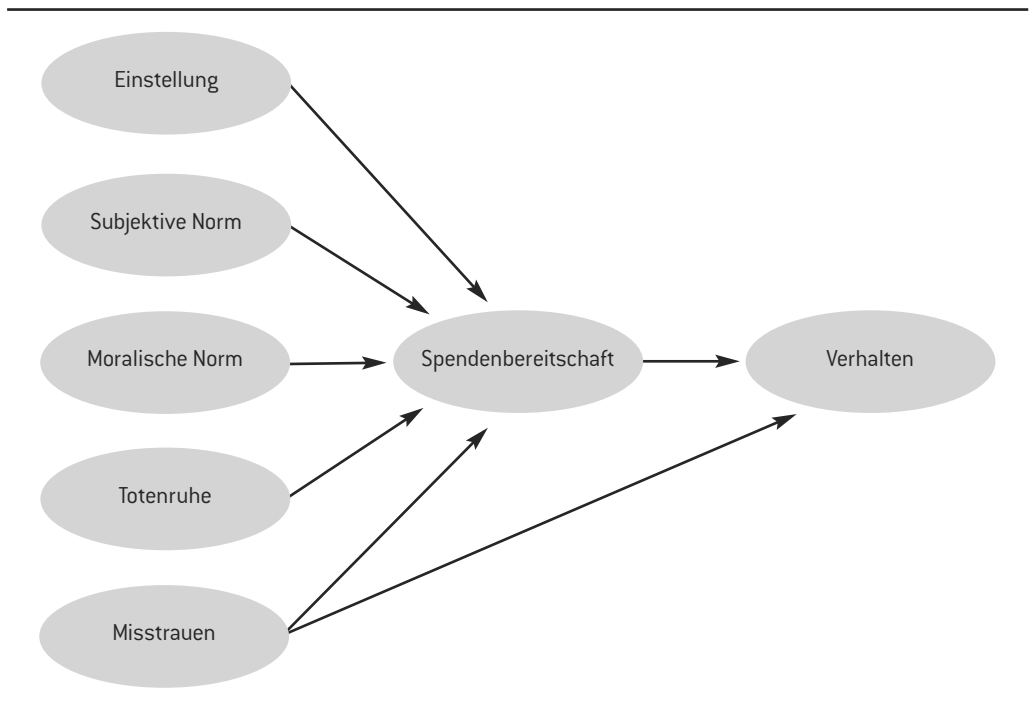 Einstellung
Subjektive Norm
Moralische Norm
Spendenbereitschaft
Verhalten
Totenruhe
Misstrauen